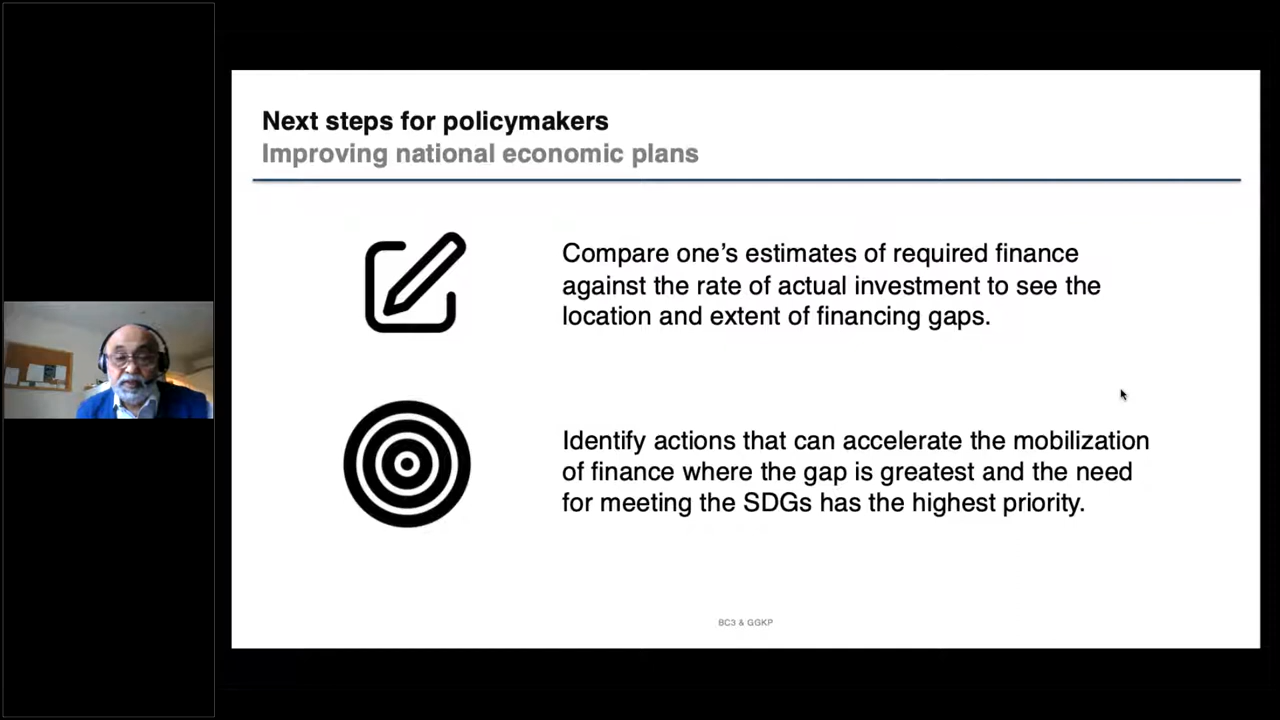 Next steps for policymakers
Improving national economic plans
Compare one’s estimates of required finance
against the rate of actual investment to see the
location and extent of financing gaps.
Identify actions that can accelerate the mobilization
of finance where the gap is greatest and the need
for meeting the SDGs has the highest priority.
BC3 & GGKP